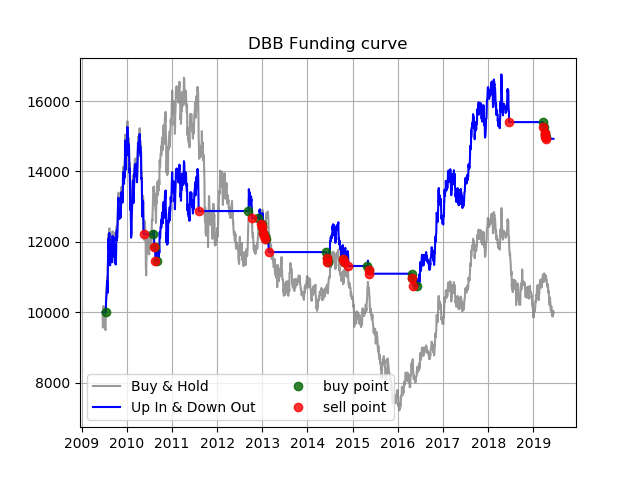 DBB Funding curve
16000
14000
12000
10000
8000
Buy & Hold
Up In & Down Out
buy point
sell point
2009 2010 2011 2012 2013 2014 2015 2016 2017 2018 2019